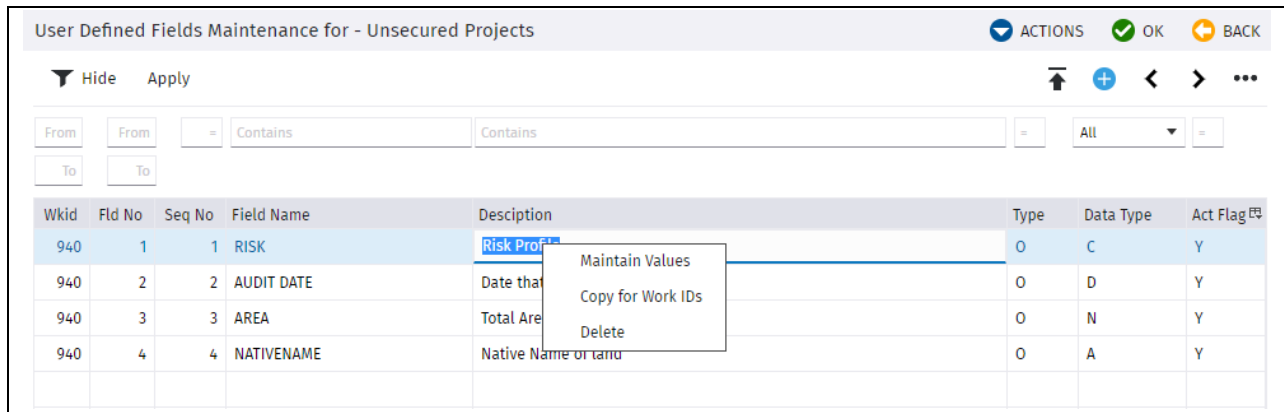 User Defined Fields Maintenance for - Unsecured Projects ACTIONS OK BACK
Hide Apply
From From = Contains Contains = All =
To To
Wkid Fld No Seq No Field Name Desciption Type Data Type Act Flag
940 1 1 RISK Risk Profile O C Y
Maintain Values
940 2 2 AUDIT DATE Date that O D Y
Copy for Work IDs
940 3 3 AREA Total Are O N Y
Delete
940 4 4 NATIVENAME Native Name of land O A Y